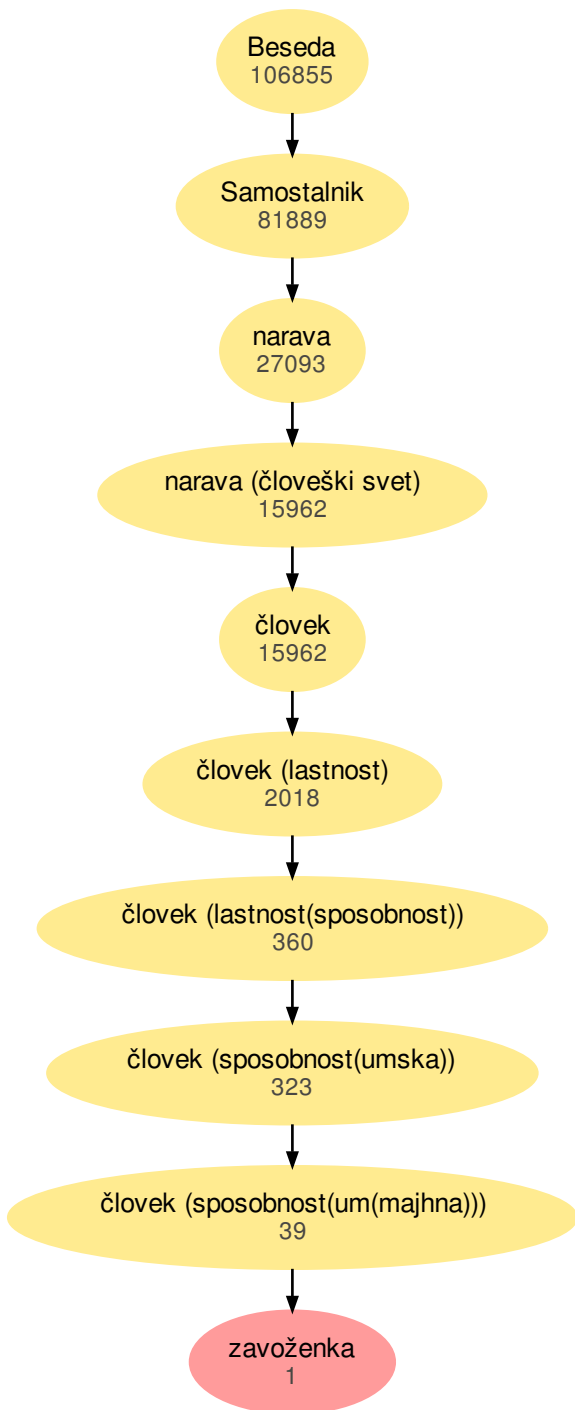 Beseda
106855
Samostalnik
81889
narava
27093
narava (človeški svet)
15962
človek
15962
človek (lastnost)
2018
človek (lastnost(sposobnost))
360
človek (sposobnost(umska))
323
človek (sposobnost(um(majhna)))
39
zavoženka
1